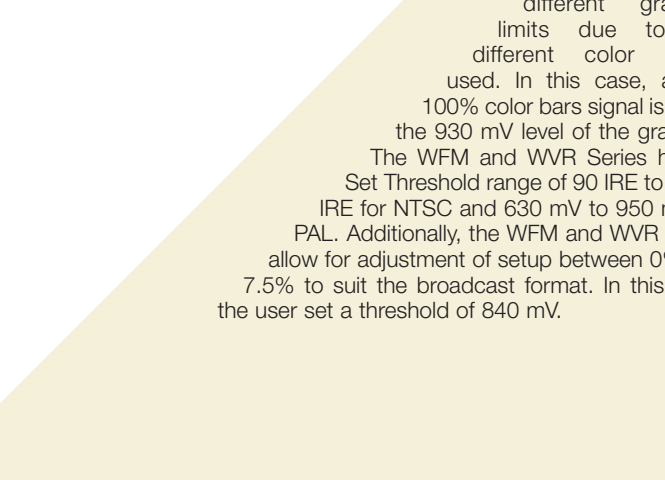 different
limits due to
different color
used. In this case,
100% color bars signal is
the 930 mV level of the
The WFM and WVR Series
Set Threshold range of 90 IRE to
IRE for NTSC and 630 mV to 950
PAL. Additionally, the WFM and WVR
allow for adjustment of setup between
7.5% to suit the broadcast format. In this
the user set a threshold of 840 mV.